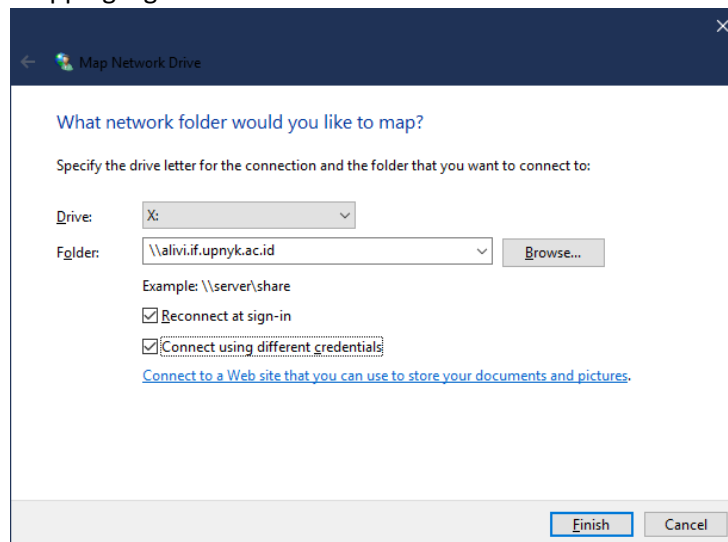 Map Network Drive
What network folder would you like to map?
Specify the drive letter for the connection and the folder that you want to connect to:
Drive: X:
Folder: \\alivi.if.upnyk.ac.id Browse...
Example: \\server\share
Reconnect at sign-in
Connect using different credentials
Connect to a Web site that you can use to store your documents and pictures.
Finish Cancel